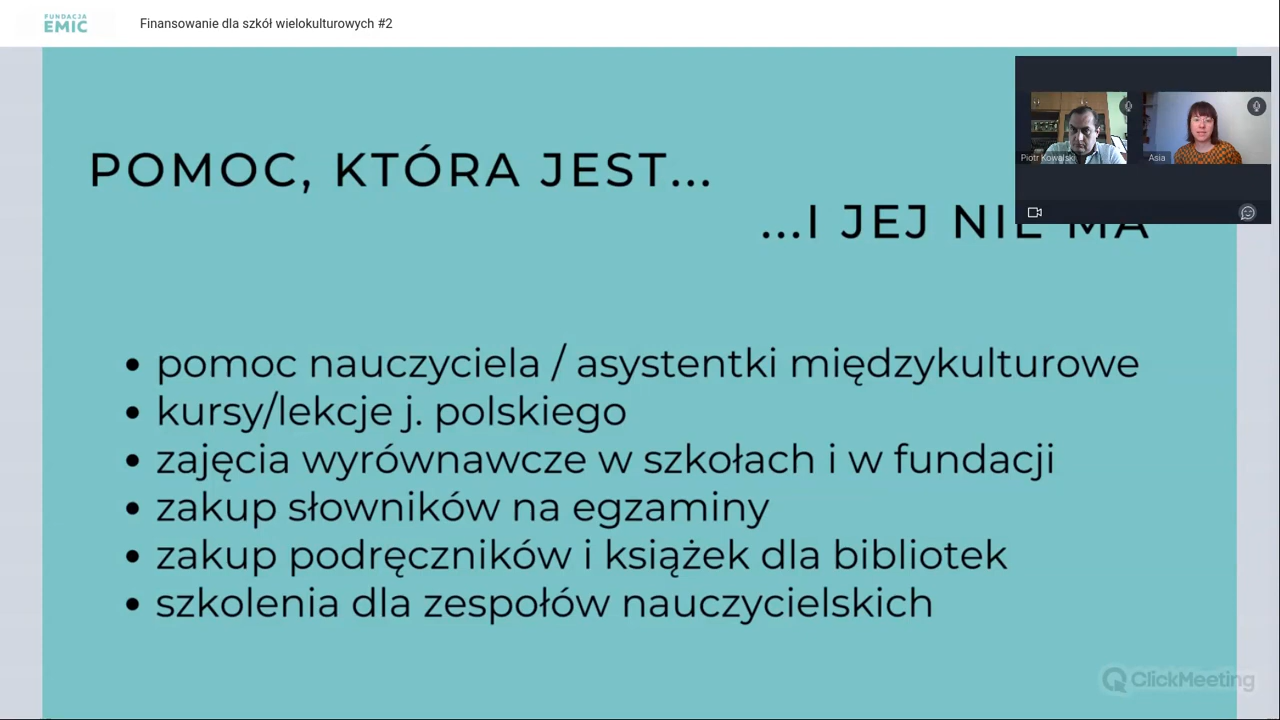 FUNDACJA
EMIC
Finansowanie dla szkół wielokulturowych #2
POMOC, KTÓRA JEST...
...I JEJ NIE MA
Piotr Kowalski
Asia
• pomoc nauczyciela / asystentki międzykulturowe
• kursy/lekcje j. polskiego
• zajęcia wyrównawcze w szkołach i w fundacji
• zakup słowników na egzaminy
• zakup podręczników i książek dla bibliotek
• szkolenia dla zespołów nauczycielskich
ClickMeeting